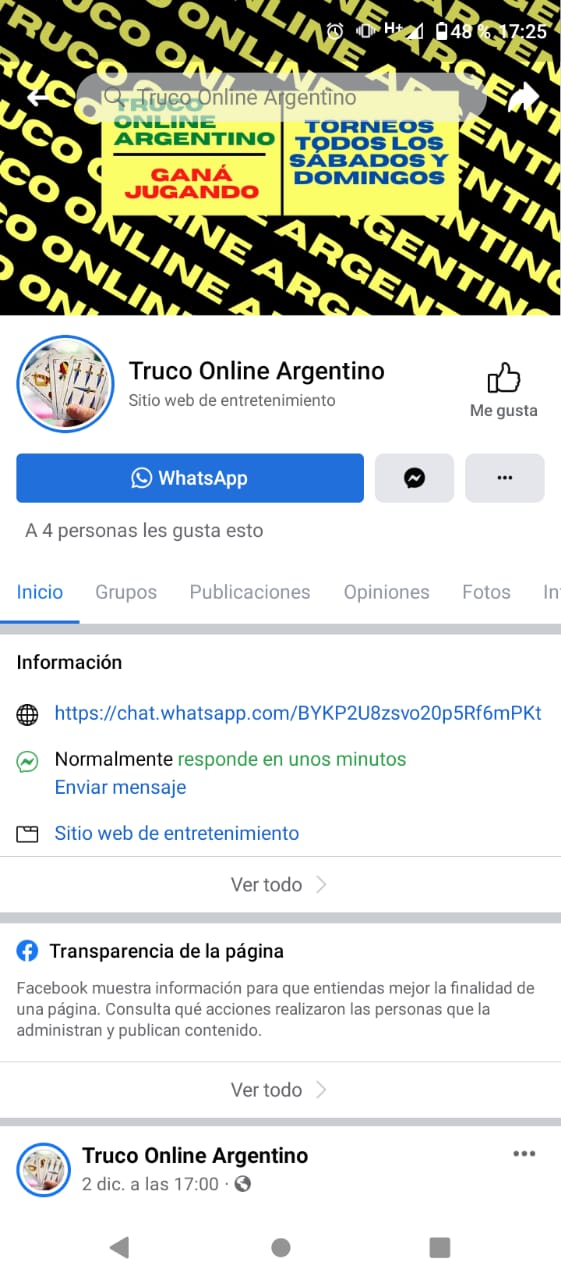 H+ 48 % 17:25
Truco Online Argentino
TRUCO
ONLINE
ARGENTINO
GANÁ
JUGANDO
TORNEOS
TODOS LOS
SÁBADOS Y
DOMINGOS
Truco Online Argentino
Sitio web de entretenimiento
Me gusta
WhatsApp
A 4 personas les gusta esto
Inicio Grupos Publicaciones Opiniones Fotos In
Información
https://chat.whatsapp.com/BYKP2U8zsvo20p5Rf6mPKt
Normalmente responde en unos minutos
Enviar mensaje
Sitio web de entretenimiento
Ver todo
Transparencia de la página
Facebook muestra información para que entiendas mejor la finalidad de
una página. Consulta qué acciones realizaron las personas que la
administran y publican contenido.
Ver todo
Truco Online Argentino
2 dic. a las 17:00 ·